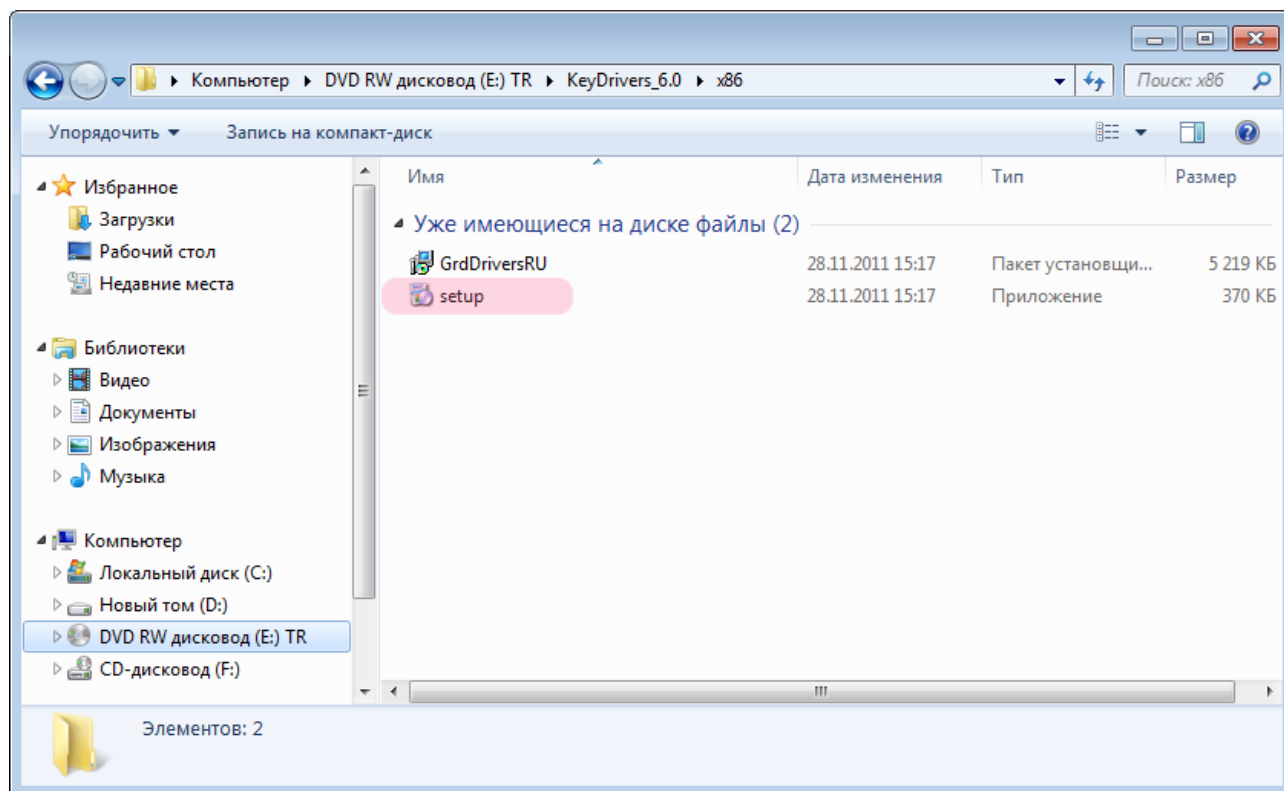 Компьютер ▸ DVD RW дисковод (E:) TR ▸ KeyDrivers_6.0 ▸ x86
Поиск: x86
Упорядочить ▾ Запись на компакт-диск
Избранное
Загрузки
Рабочий стол
Недавние места
Библиотеки
Видео
Документы
Изображения
Музыка
Компьютер
Локальный диск (C:)
Новый том (D:)
DVD RW дисковод (E:) TR
CD-дисковод (F:)
Имя Дата изменения Тип Размер
Уже имеющиеся на диске файлы (2)
GrdDriversRU 28.11.2011 15:17 Пакет установщи... 5 219 КБ
setup 28.11.2011 15:17 Приложение 370 КБ
Элементов: 2